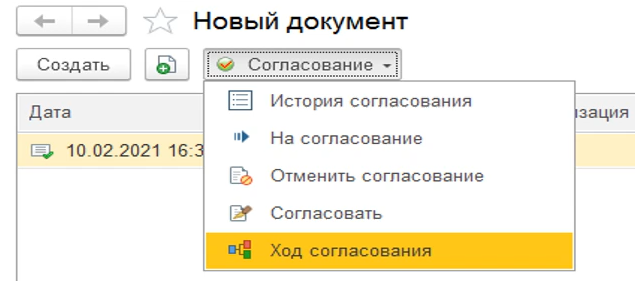 Новый документ
Создать
Согласование
Дата
История согласования
На согласование
10.02.2021 16:3
Отменить согласование
Согласовать
Ход согласования